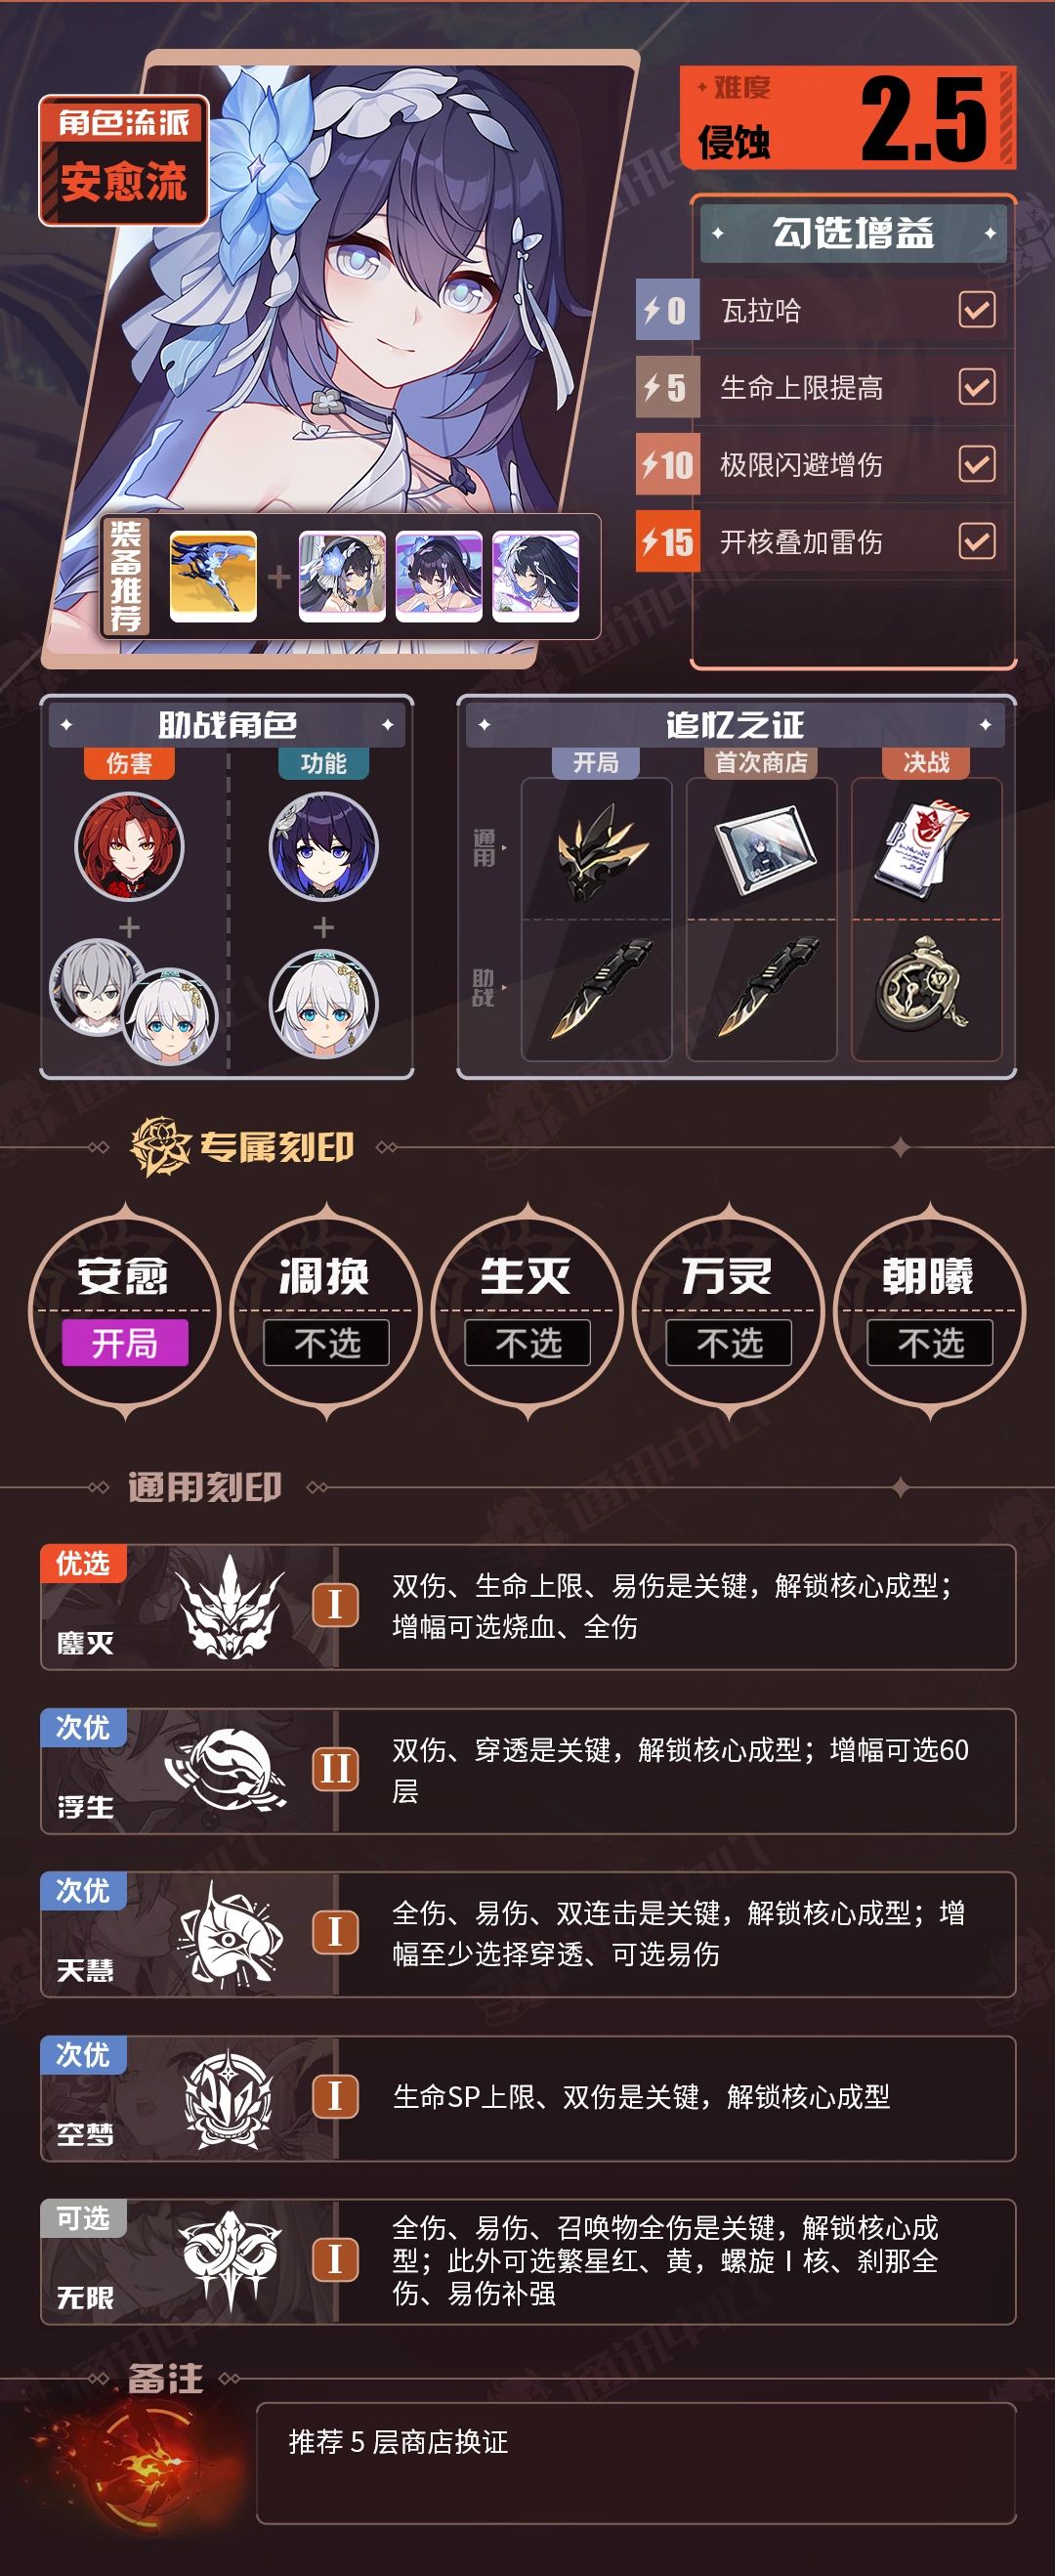 角色流派
安愈流
难度
侵蚀
2.5
勾选增益
0 瓦拉哈
5 生命上限提高
10 极限闪避增伤
15 开核叠加雷伤
装备推荐
助战角色
伤害
功能
追忆之证
开局
首次商店
决战
通用
助战
专属刻印
安愈
开局
凋换
不选
生灭
不选
万灵
不选
朝曦
不选
通用刻印
优选
鏖灭
I
双伤、生命上限、易伤是关键，解锁核心成型；
增幅可选烧血、全伤
次优
浮生
II
双伤、穿透是关键，解锁核心成型；增幅可选60
层
次优
天慧
I
全伤、易伤、双连击是关键，解锁核心成型；增
幅至少选择穿透、可选易伤
次优
空梦
I
生命SP上限、双伤是关键，解锁核心成型
可选
无限
I
全伤、易伤、召唤物全伤是关键，解锁核心成
型；此外可选繁星红、黄，螺旋Ⅰ核、刹那全
伤、易伤补强
备注
推荐 5 层商店换证
通讯中心